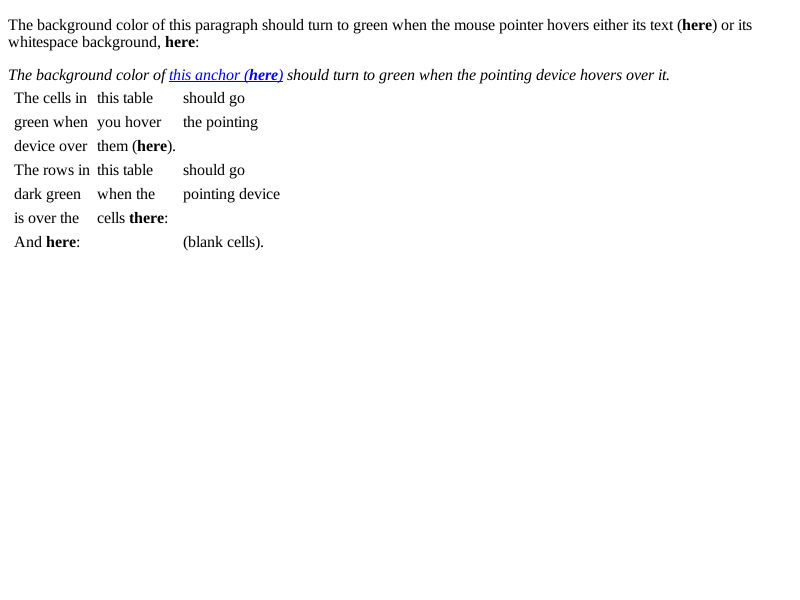 The background color of this paragraph should turn to green when the mouse pointer hovers either its text (here) or its
whitespace background, here:
The background color of this anchor (here) should turn to green when the pointing device hovers over it.
The cells in this table should go
green when you hover the pointing
device over them (here).
The rows in this table should go
dark green when the pointing device
is over the cells there:
And here: (blank cells).